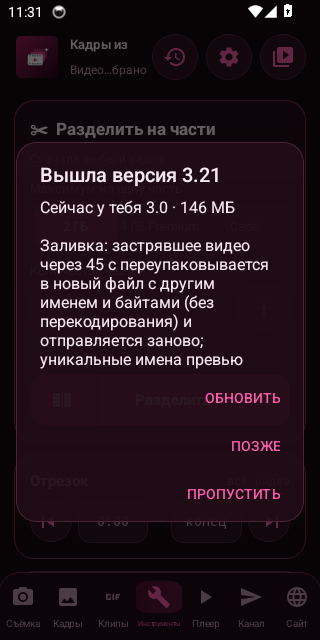 11:31
Кадры из
Видео…брано
Разделить на части
Вышла версия 3.21
Сейчас у тебя 3.0 · 146 МБ
Заливка: застрявшее видео
через 45 с переупаковывается
в новый файл с другим
именем и байтами (без
перекодирования) и
отправляется заново;
уникальные имена превью
ОБНОВИТЬ
ПОЗЖЕ
ПРОПУСТИТЬ
Отрезок
0:00 конец
Съёмка Кадры Клипы Инструменты Плеер Канал Сайт
GIF